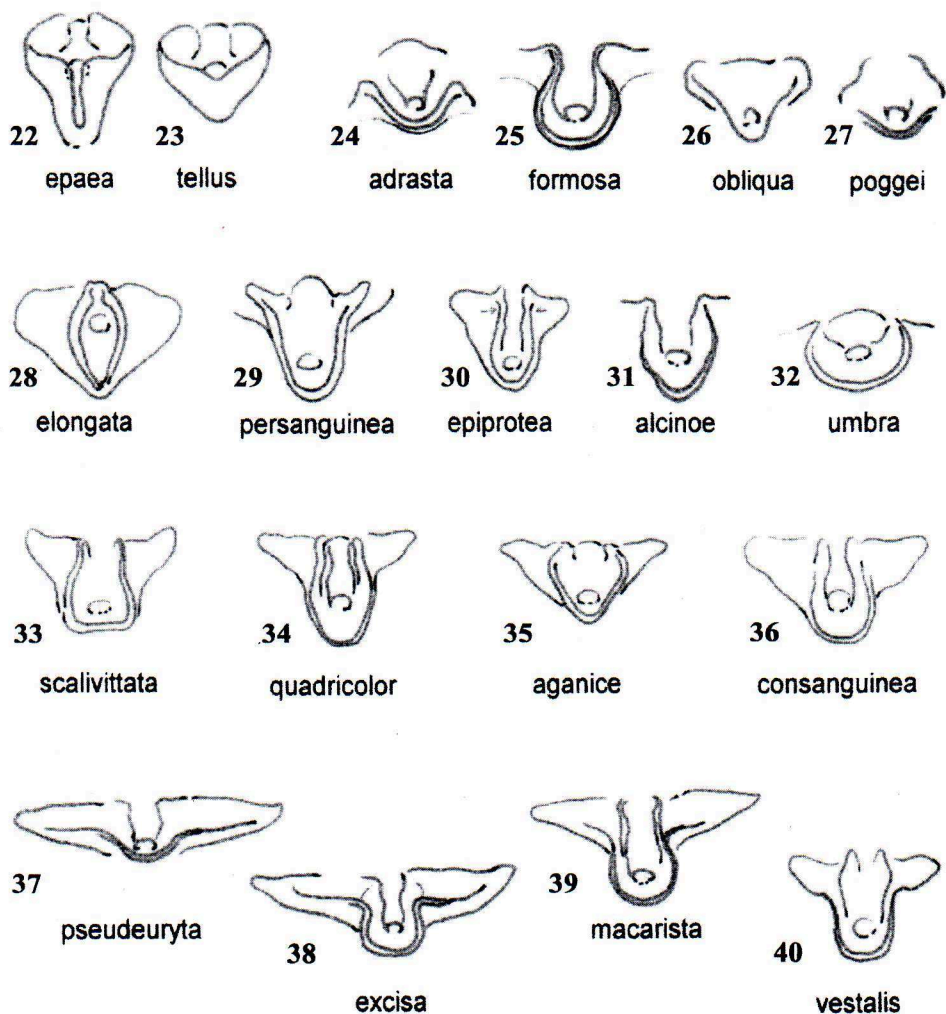 22 23 24 25 26 27
epaea tellus adrasta formosa obliqua poggei
28 29 30 31 32
elongata persanguinea epiprotea alcinoe umbra
33 34 35 36
scalivittata quadricolor aganice consanguinea
37 39
pseudeuryta 38 macarista 40
excisa vestalis